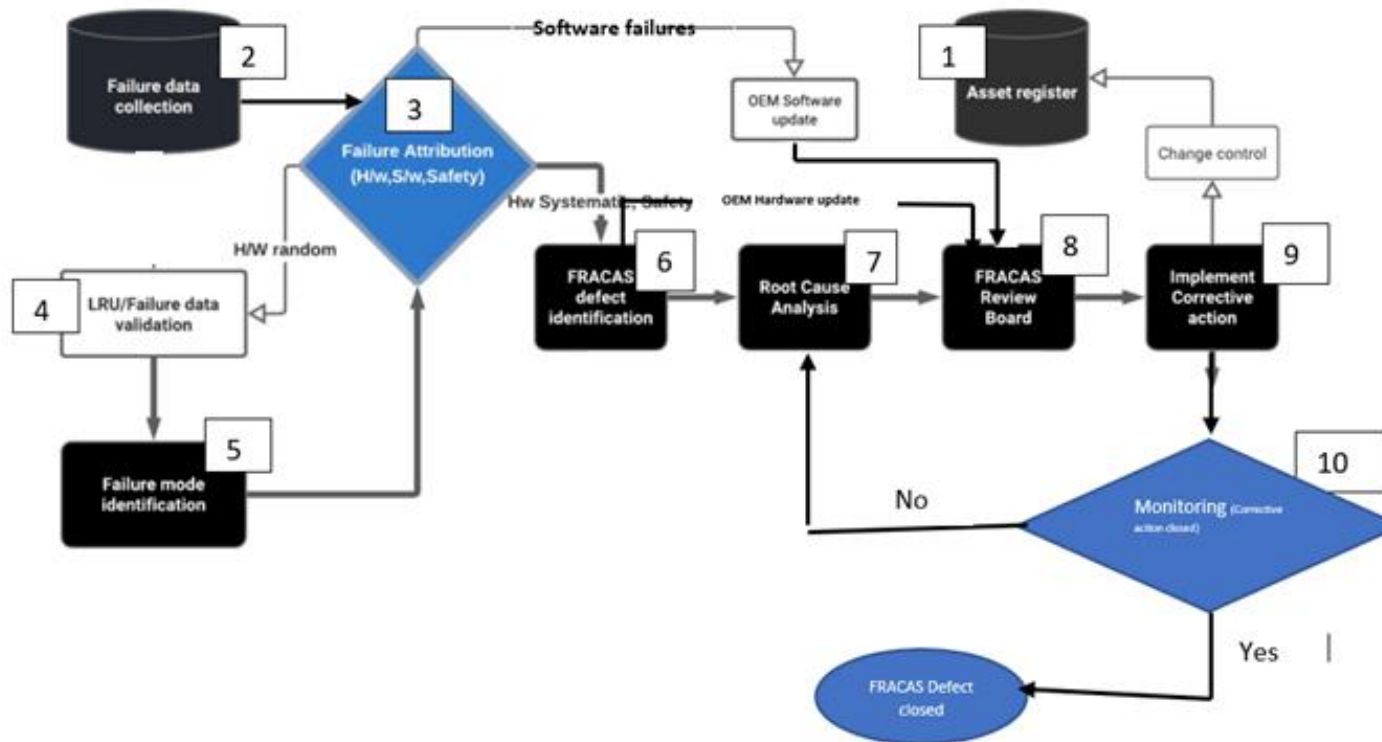 2
Failure data
collection
Software failures
1
Asset register
3
Failure Attribution
(H/w,S/w,Safety)
OEM Software
update
Change control
Hw Systematic, Safety
OEM Hardware update
H/W random
4
LRU/Failure data
validation
6
FRACAS
defect
identification
7
Root Cause
Analysis
8
FRACAS
Review
Board
9
Implement
Corrective
action
5
Failure mode
identification
10
No
Monitoring (Corrective
action closed)
Yes
FRACAS Defect
closed